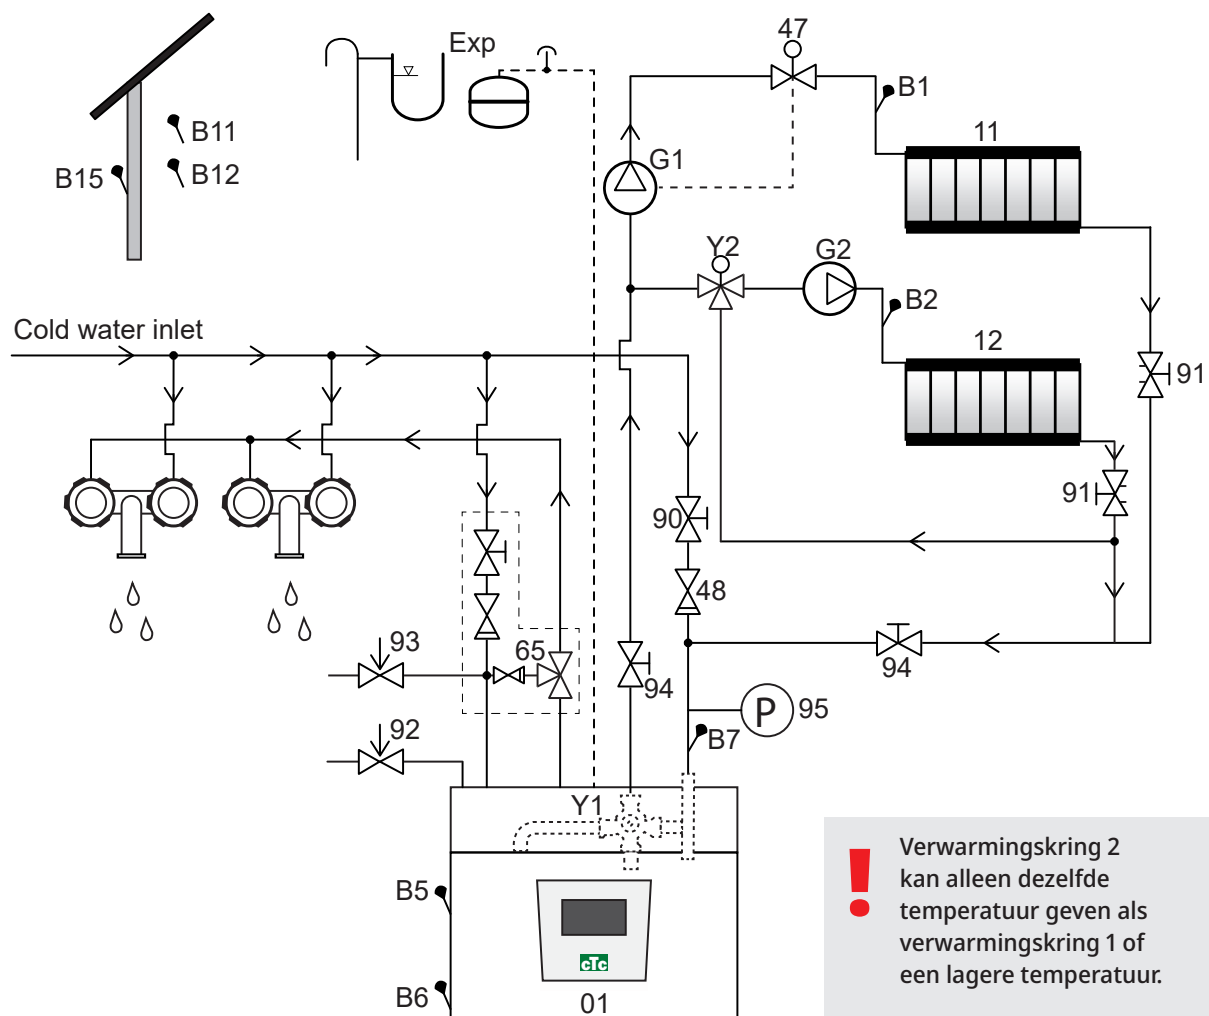 47
Exp
B1
B11
11
G1
B12
B15
Y2
G2
B2
Cold water inlet
12
91
91
90
48
93
65
94
94
P
95
92
B7
Y1
B5
cTc
B6
01
!
Verwarmingskring 2
kan alleen dezelfde
temperatuur geven als
verwarmingskring 1 of
een lagere temperatuur.